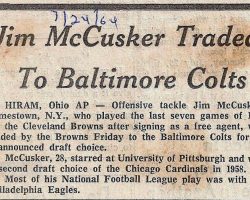 7/24/64
Jim McCusker Traded
To Baltimore Colts
HIRAM, Ohio AP — Offensive tackle Jim McCusk
mestown, N.Y., who played the last seven games of
the Cleveland Browns after signing as a free agent, w
ded by the Browns Friday to the Baltimore Colts for
announced draft choice.
McCusker, 28, starred at University of Pittsburgh and w
second draft choice of the Chicago Cardinals in 1958.
Most of his National Football League play was with
iladelphia Eagles.